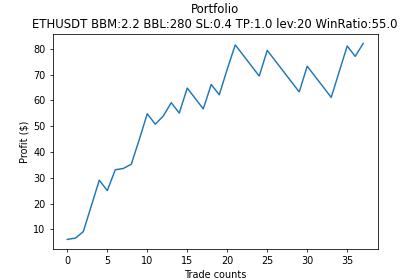 Portfolio
ETHUSDT BBM:2.2 BBL:280 SL:0.4 TP:1.0 lev:20 WinRatio:55.0
80
70
60
50
40
30
20
10
Profit ($)
0 5 10 15 20 25 30 35
Trade counts